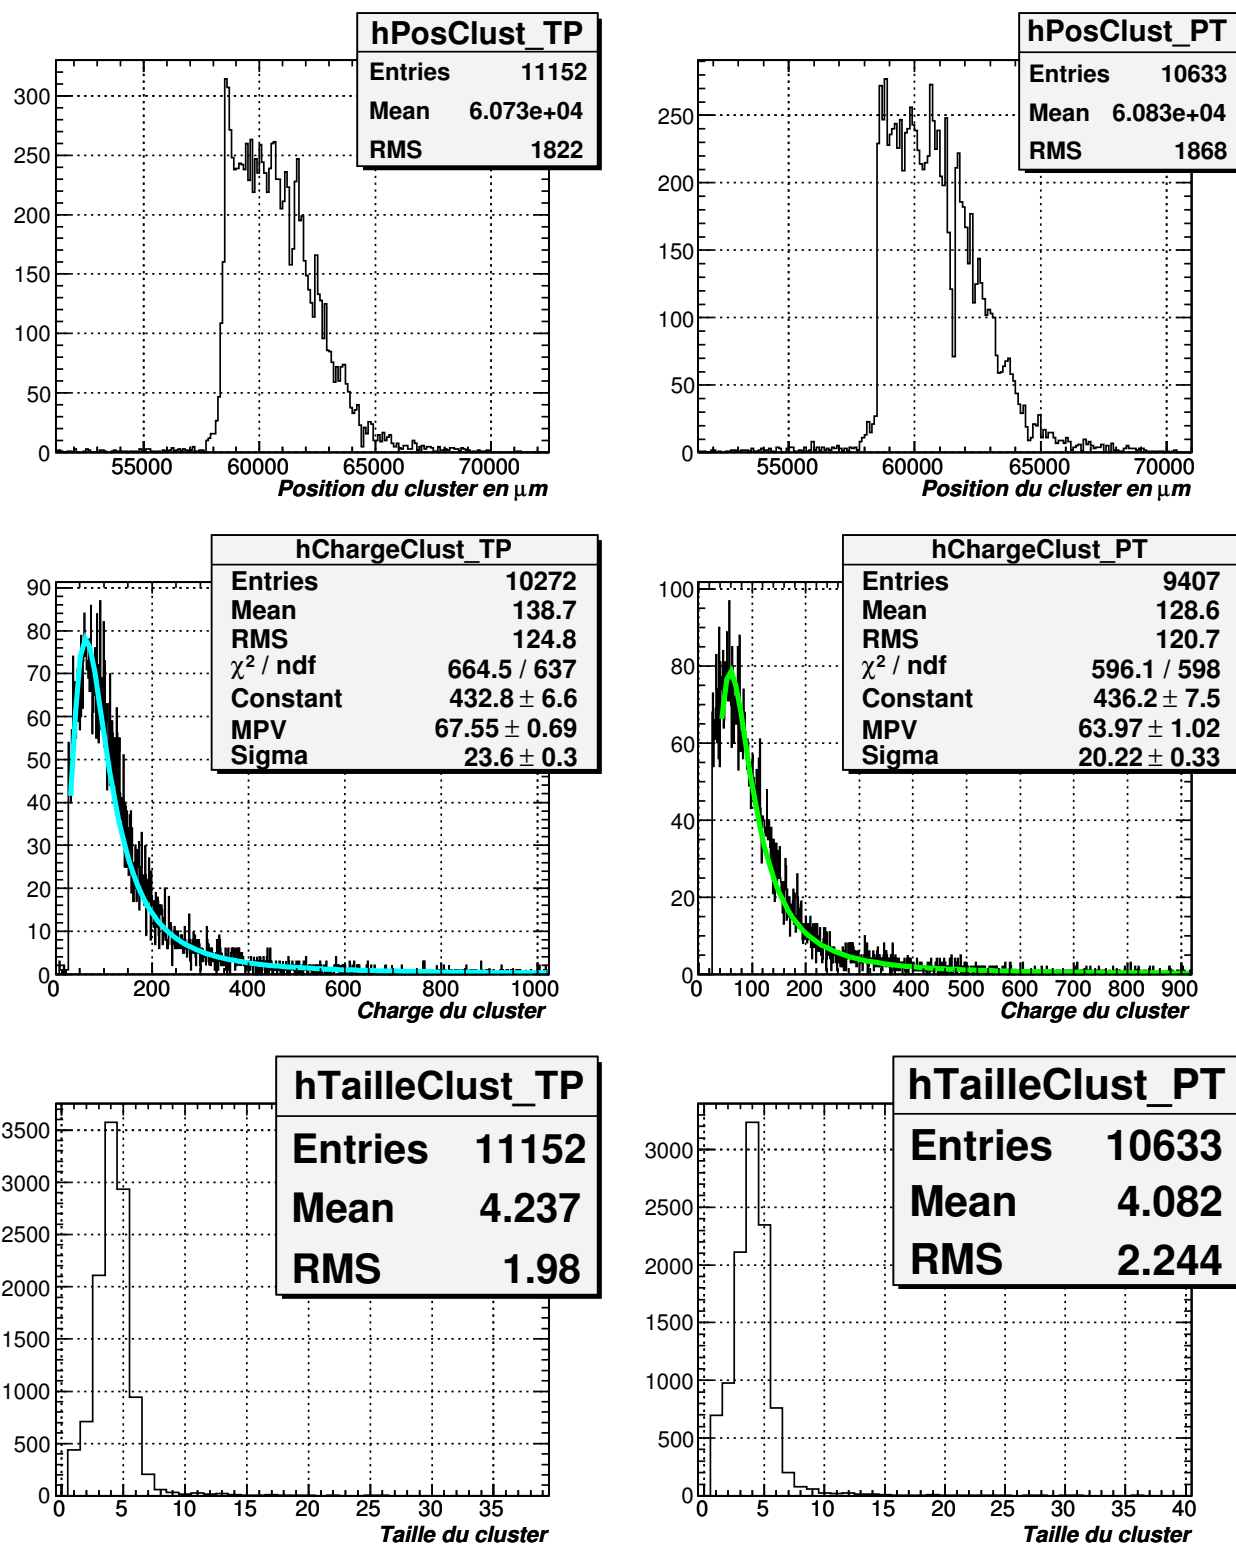 hPosClust_TP
Entries 11152
Mean 6.073e+04
RMS 1822
300
250
200
150
100
50
0
55000 60000 65000 70000
Position du cluster en μm
hPosClust_PT
Entries 10633
Mean 6.083e+04
RMS 1868
250
200
150
100
50
0
55000 60000 65000 70000
Position du cluster en μm
hChargeClust_TP
Entries 10272
Mean 138.7
RMS 124.8
χ² / ndf 664.5 / 637
Constant 432.8 ± 6.6
MPV 67.55 ± 0.69
Sigma 23.6 ± 0.3
90
80
70
60
50
40
30
20
10
0
0 200 400 600 800 1000
Charge du cluster
hChargeClust_PT
Entries 9407
Mean 128.6
RMS 120.7
χ² / ndf 596.1 / 598
Constant 436.2 ± 7.5
MPV 63.97 ± 1.02
Sigma 20.22 ± 0.33
100
80
60
40
20
0
0 100 200 300 400 500 600 700 800 900
Charge du cluster
hTailleClust_TP
Entries 11152
Mean 4.237
RMS 1.98
3500
3000
2500
2000
1500
1000
500
0
0 5 10 15 20 25 30 35
Taille du cluster
hTailleClust_PT
Entries 10633
Mean 4.082
RMS 2.244
3000
2500
2000
1500
1000
500
0
0 5 10 15 20 25 30 35 40
Taille du cluster